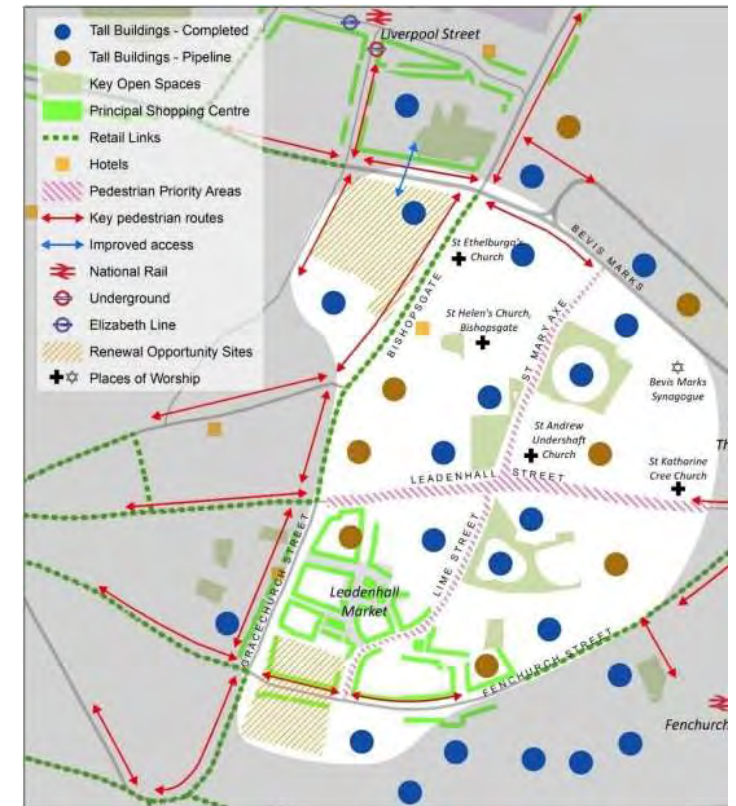 Tall Buildings - Completed
Tall Buildings - Pipeline
Key Open Spaces
Principal Shopping Centre
Retail Links
Hotels
Pedestrian Priority Areas
Key pedestrian routes
Improved access
National Rail
Underground
Elizabeth Line
Renewal Opportunity Sites
Places of Worship
Liverpool Street
BEVIS MARKS
St Ethelburga's
Church
BISHOPSGATE
St Helen's Church,
Bishopsgate
ST MARY AXE
Bevis Marks
Synagogue
St Andrew
Undershaft
Church
Th
St Katharine
Cree Church
LEADENHALL STREET
GRACECHURCH STREET
LIME STREET
Leadenhall
Market
FENCHURCH STREET
Fenchurch